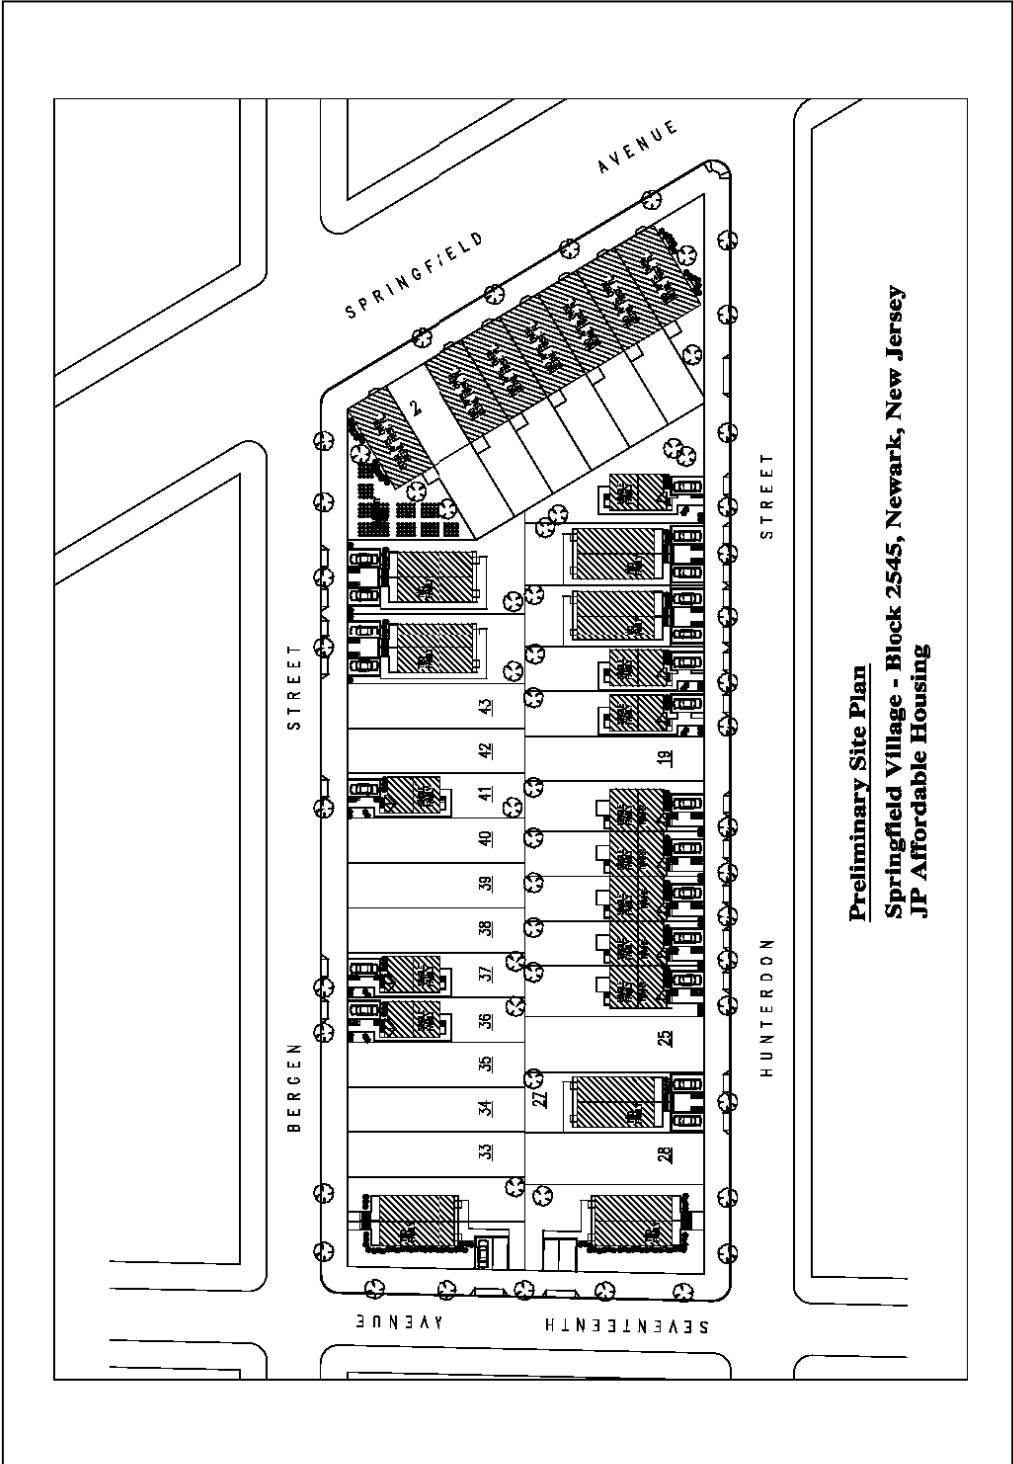 SPRINGFIELD AVENUE
2
BERGEN STREET
43
42
41
40
39
38
37
36
35
34
33
19
25
27
28
HUNTERDON STREET
SEVENTEENTH AVENUE
Preliminary Site Plan
Springfield Village - Block 2545, Newark, New Jersey
JP Affordable Housing